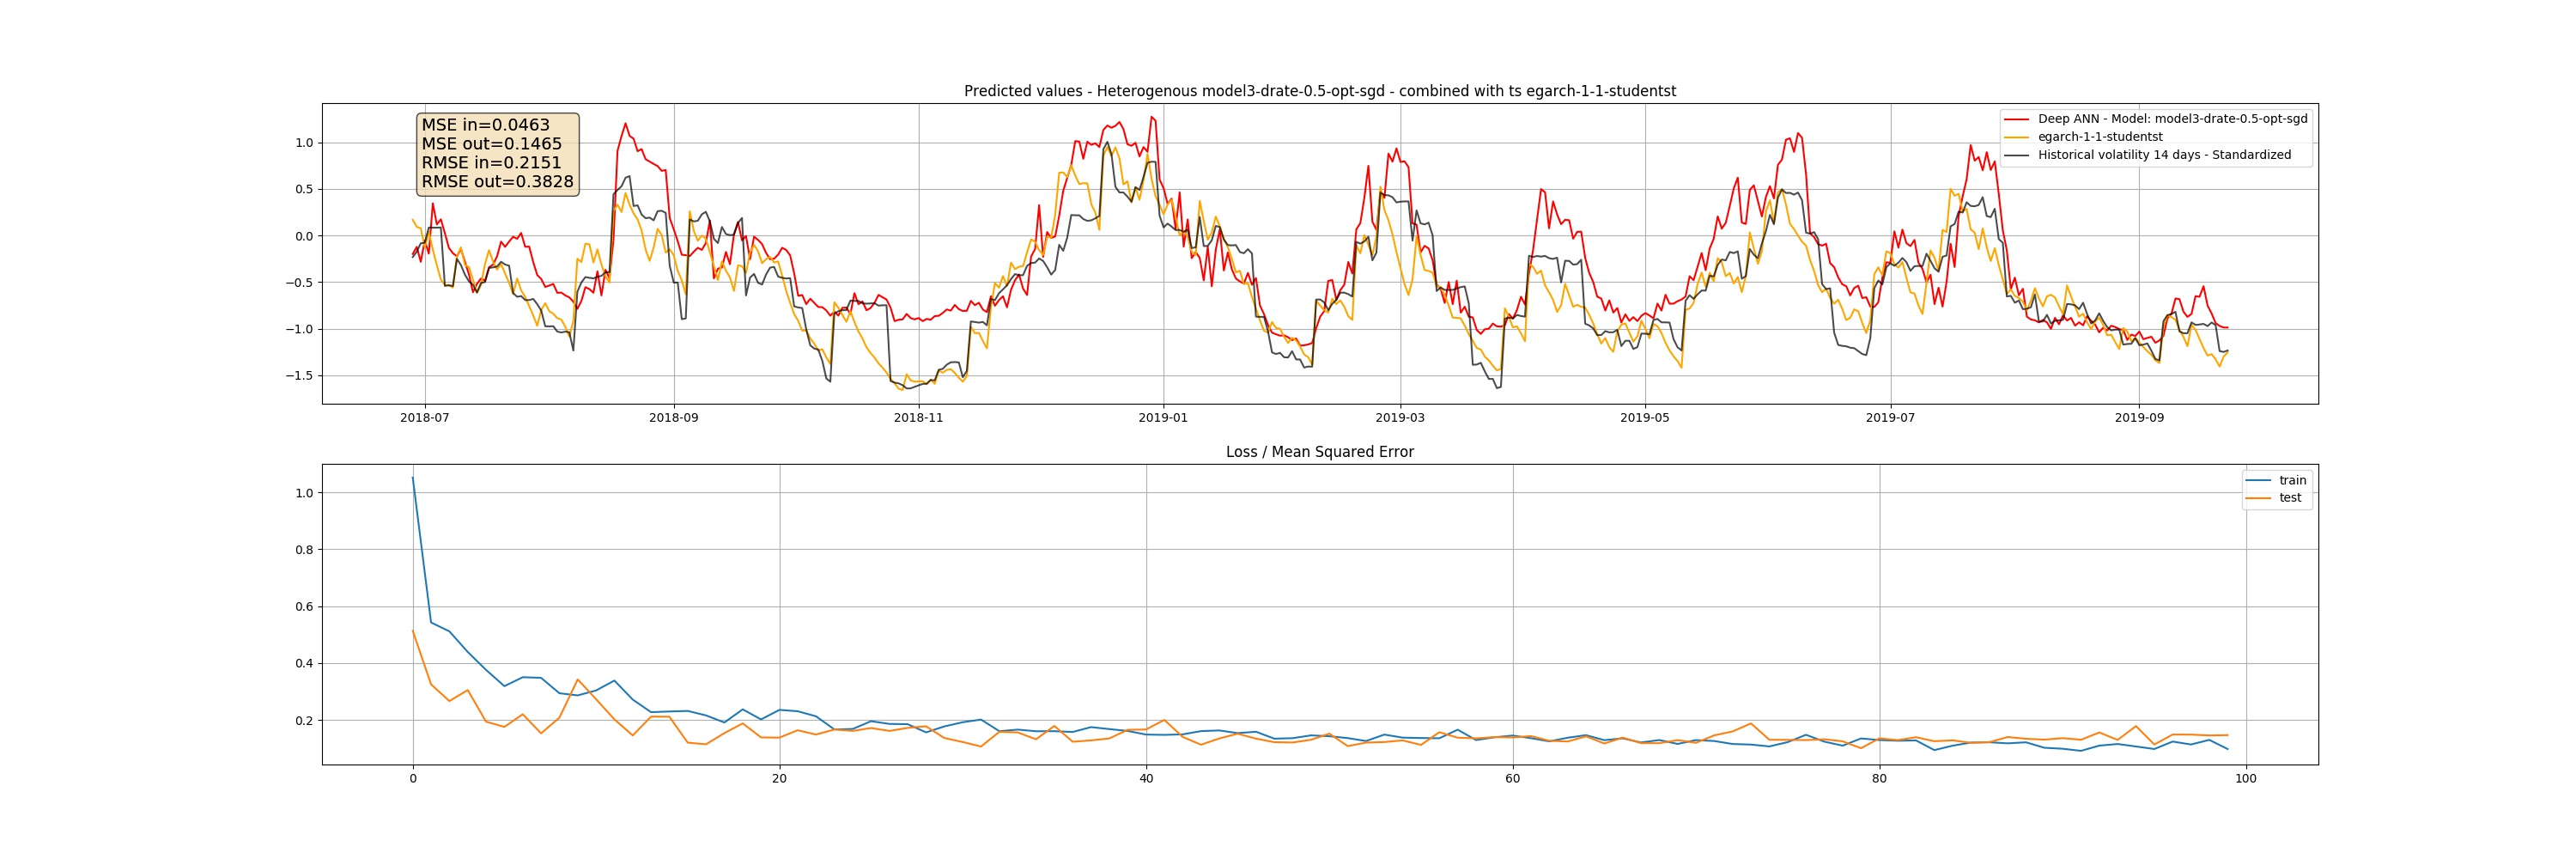 Predicted values - Heterogenous model3-drate-0.5-opt-sgd - combined with ts egarch-1-1-studentst
MSE in=0.0463
MSE out=0.1465
RMSE in=0.2151
RMSE out=0.3828
Deep ANN - Model: model3-drate-0.5-opt-sgd
egarch-1-1-studentst
Historical volatility 14 days - Standardized
1.0
0.5
0.0
−0.5
−1.0
−1.5
2018-07 2018-09 2018-11 2019-01 2019-03 2019-05 2019-07 2019-09
Loss / Mean Squared Error
train
test
1.0
0.8
0.6
0.4
0.2
0 20 40 60 80 100